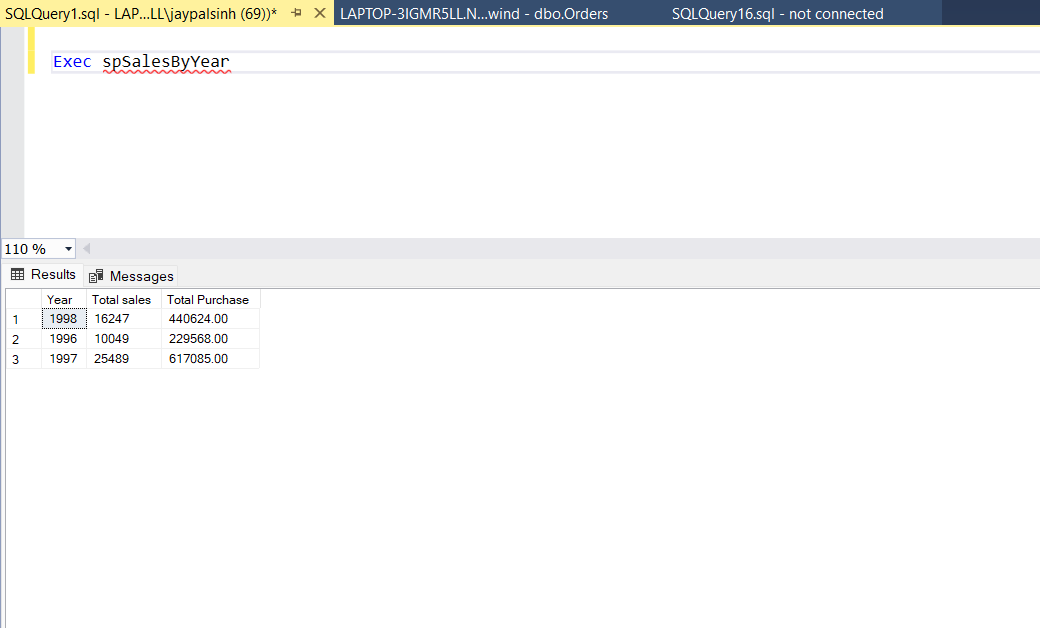 SQLQuery1.sql - LAP...LL\jaypalsinh (69))* LAPTOP-3IGMR5LL.N...wind - dbo.Orders SQLQuery16.sql - not connected
Exec spSalesByYear
110 %
Results Messages
Year Total sales Total Purchase
1 1998 16247 440624.00
2 1996 10049 229568.00
3 1997 25489 617085.00